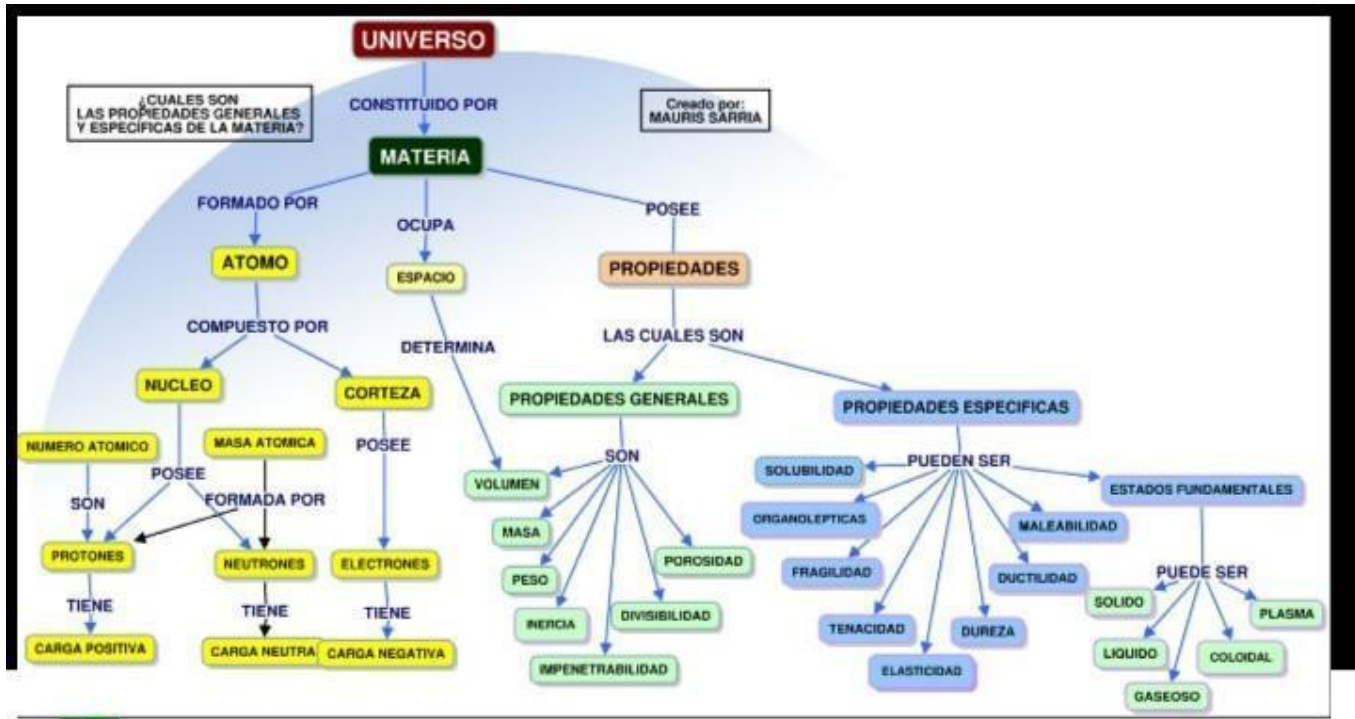 UNIVERSO
¿CUALES SON
LAS PROPIEDADES GENERALES
Y ESPECÍFICAS DE LA MATERIA?
CONSTITUIDO POR
Creado por:
MAURIS SARRIA
MATERIA
FORMADO POR
OCUPA
POSEE
ATOMO
ESPACIO
PROPIEDADES
COMPUESTO POR
DETERMINA
LAS CUALES SON
NUCLEO
CORTEZA
PROPIEDADES GENERALES
PROPIEDADES ESPECIFICAS
NUMERO ATOMICO
MASA ATOMICA
POSEE
SON
PUEDEN SER
SON
POSEE
FORMADA POR
VOLUMEN
SOLUBILIDAD
ESTADOS FUNDAMENTALES
MASA
ORGANOLEPTICAS
MALEABILIDAD
PROTONES
NEUTRONES
ELECTRONES
PESO
POROSIDAD
FRAGILIDAD
DUCTILIDAD
PUEDE SER
TIENE
TIENE
TIENE
INERCIA
DIVISIBILIDAD
TENACIDAD
DUREZA
SOLIDO
PLASMA
CARGA POSITIVA
CARGA NEUTRA
CARGA NEGATIVA
IMPENETRABILIDAD
ELASTICIDAD
LIQUIDO
COLOIDAL
GASEOSO